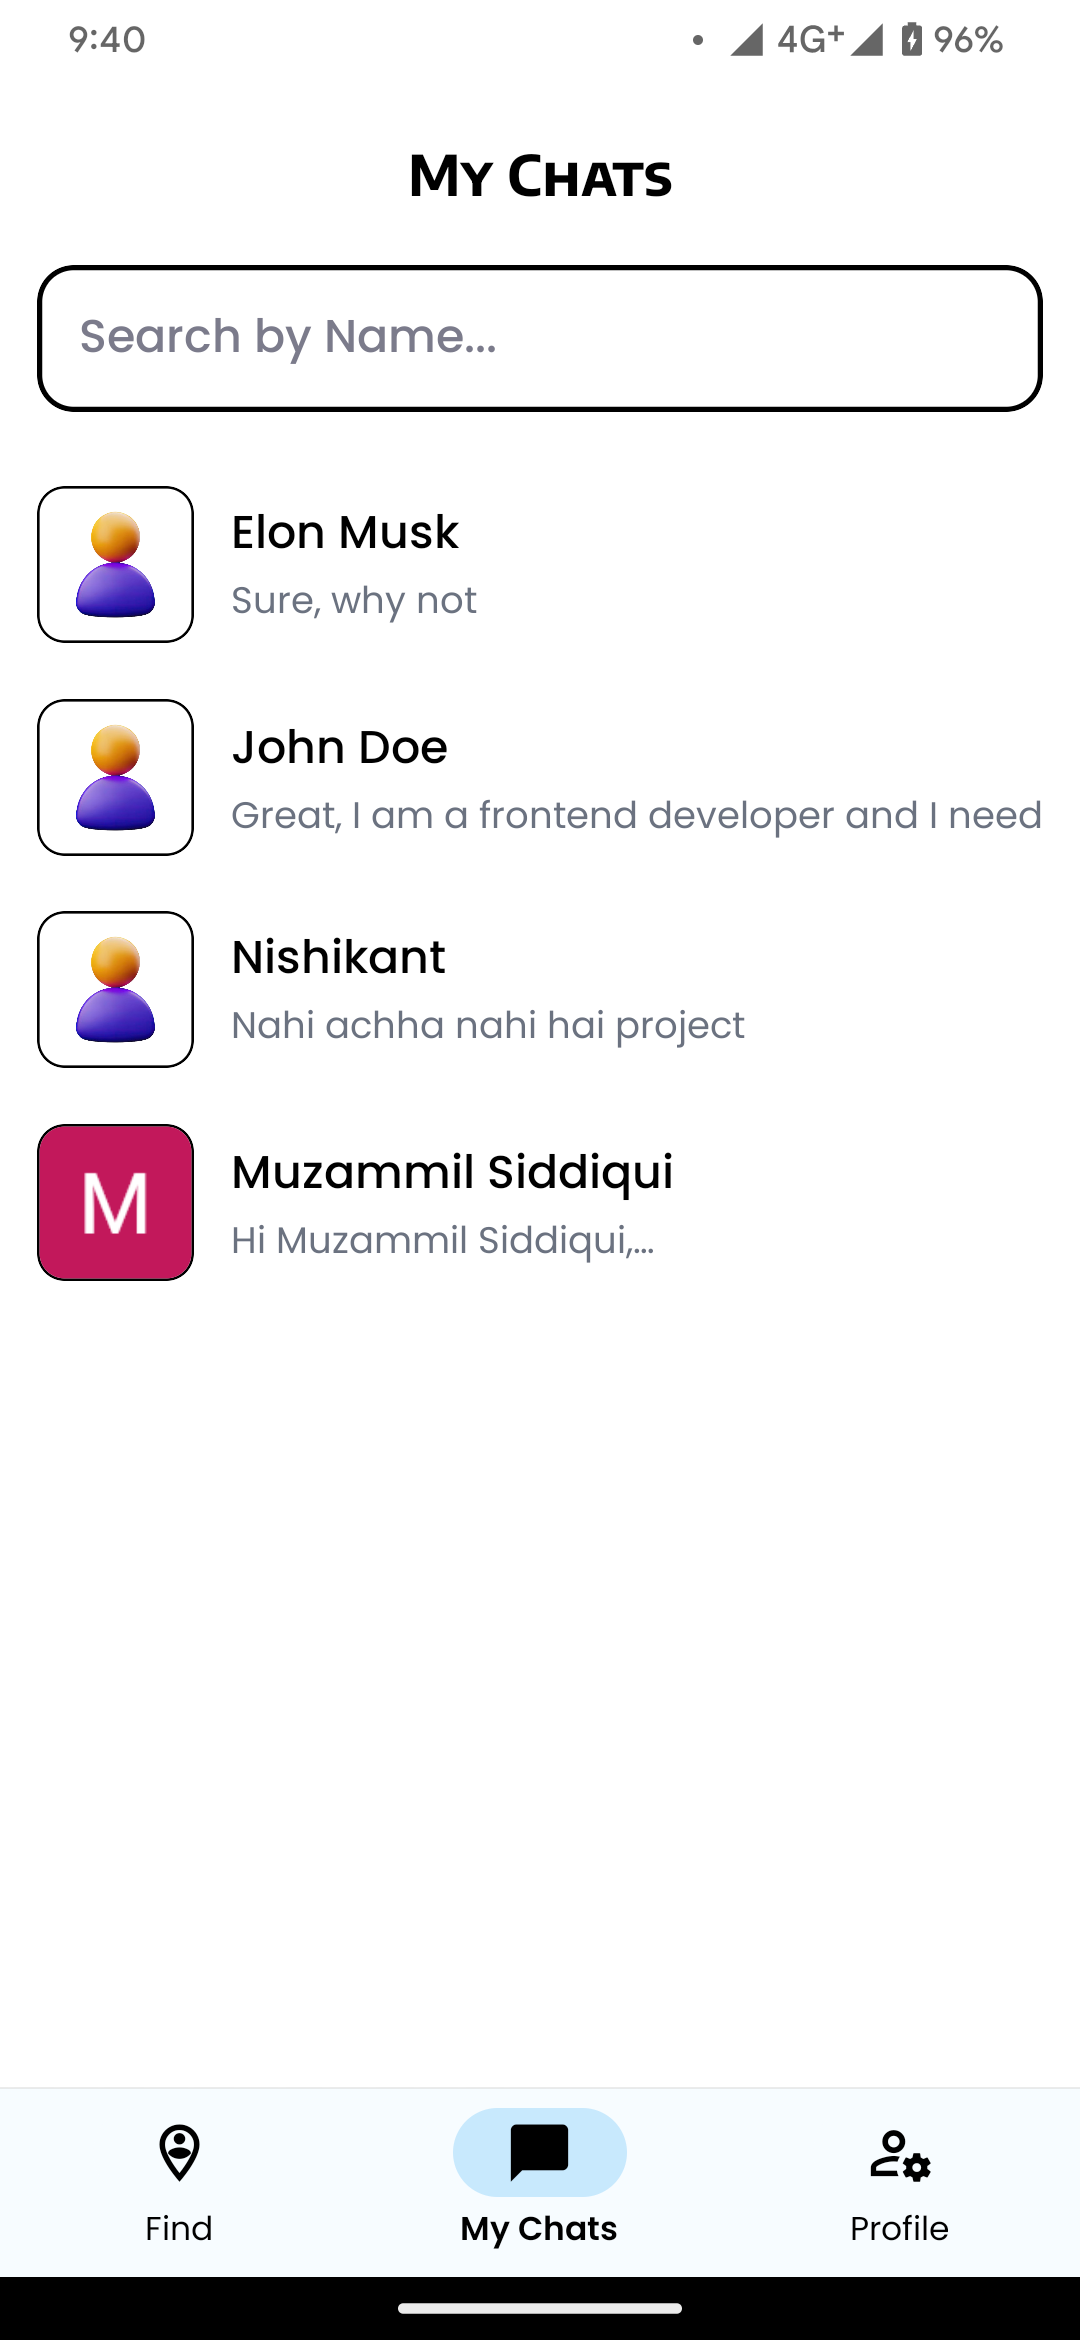 9:40
4G+ 96%
My Chats
Search by Name...
Elon Musk
Sure, why not
John Doe
Great, I am a frontend developer and I need
Nishikant
Nahi achha nahi hai project
M
Muzammil Siddiqui
Hi Muzammil Siddiqui,...
Find
My Chats
Profile